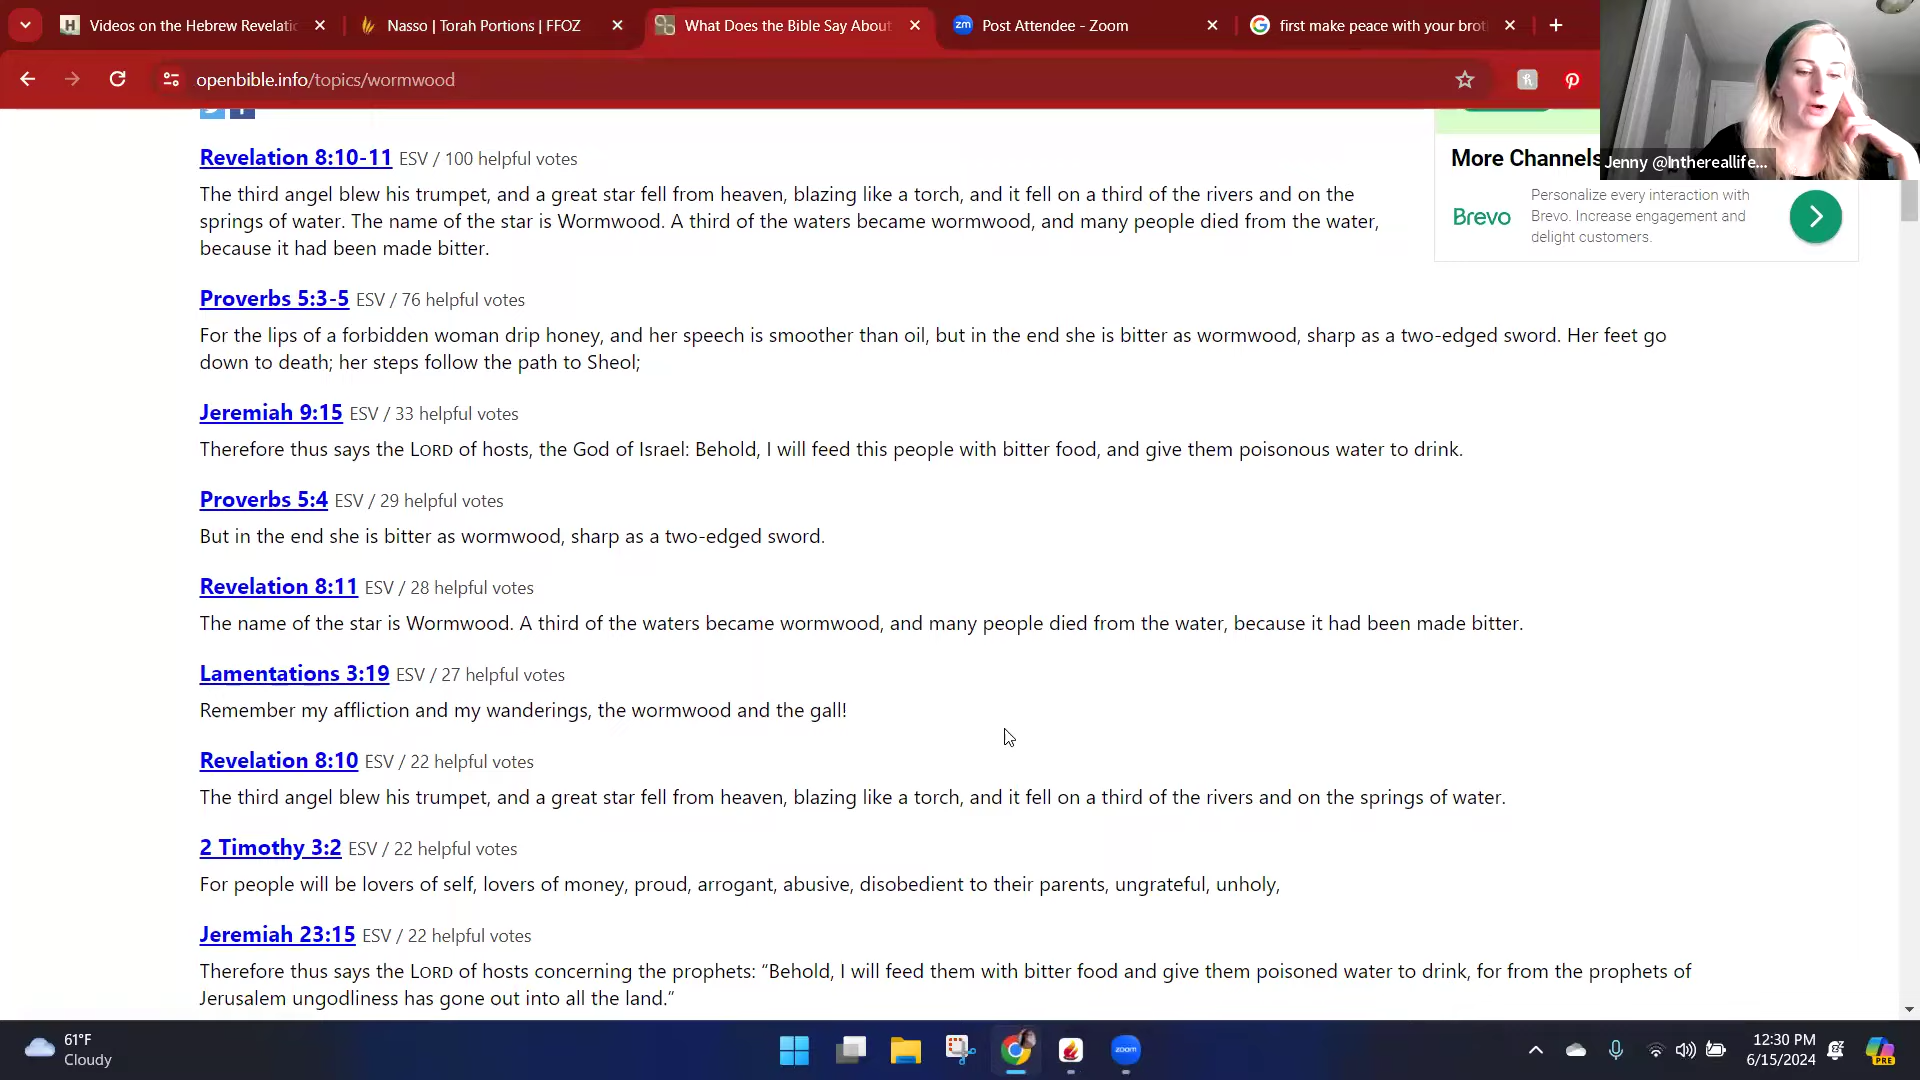 Videos on the Hebrew Revelatio
Nasso | Torah Portions | FFOZ
What Does the Bible Say About
zm Post Attendee - Zoom
first make peace with your brot
openbible.info/topics/wormwood
Jenny @Inthereallife...
More Channels
Brevo
Personalize every interaction with
Brevo. Increase engagement and
delight customers.
Revelation 8:10-11 ESV / 100 helpful votes
The third angel blew his trumpet, and a great star fell from heaven, blazing like a torch, and it fell on a third of the rivers and on the
springs of water. The name of the star is Wormwood. A third of the waters became wormwood, and many people died from the water,
because it had been made bitter.
Proverbs 5:3-5 ESV / 76 helpful votes
For the lips of a forbidden woman drip honey, and her speech is smoother than oil, but in the end she is bitter as wormwood, sharp as a two-edged sword. Her feet go
down to death; her steps follow the path to Sheol;
Jeremiah 9:15 ESV / 33 helpful votes
Therefore thus says the LORD of hosts, the God of Israel: Behold, I will feed this people with bitter food, and give them poisonous water to drink.
Proverbs 5:4 ESV / 29 helpful votes
But in the end she is bitter as wormwood, sharp as a two-edged sword.
Revelation 8:11 ESV / 28 helpful votes
The name of the star is Wormwood. A third of the waters became wormwood, and many people died from the water, because it had been made bitter.
Lamentations 3:19 ESV / 27 helpful votes
Remember my affliction and my wanderings, the wormwood and the gall!
Revelation 8:10 ESV / 22 helpful votes
The third angel blew his trumpet, and a great star fell from heaven, blazing like a torch, and it fell on a third of the rivers and on the springs of water.
2 Timothy 3:2 ESV / 22 helpful votes
For people will be lovers of self, lovers of money, proud, arrogant, abusive, disobedient to their parents, ungrateful, unholy,
Jeremiah 23:15 ESV / 22 helpful votes
Therefore thus says the LORD of hosts concerning the prophets: “Behold, I will feed them with bitter food and give them poisoned water to drink, for from the prophets of
Jerusalem ungodliness has gone out into all the land.”
61°F
Cloudy
zoom
12:30 PM
6/15/2024
PRE